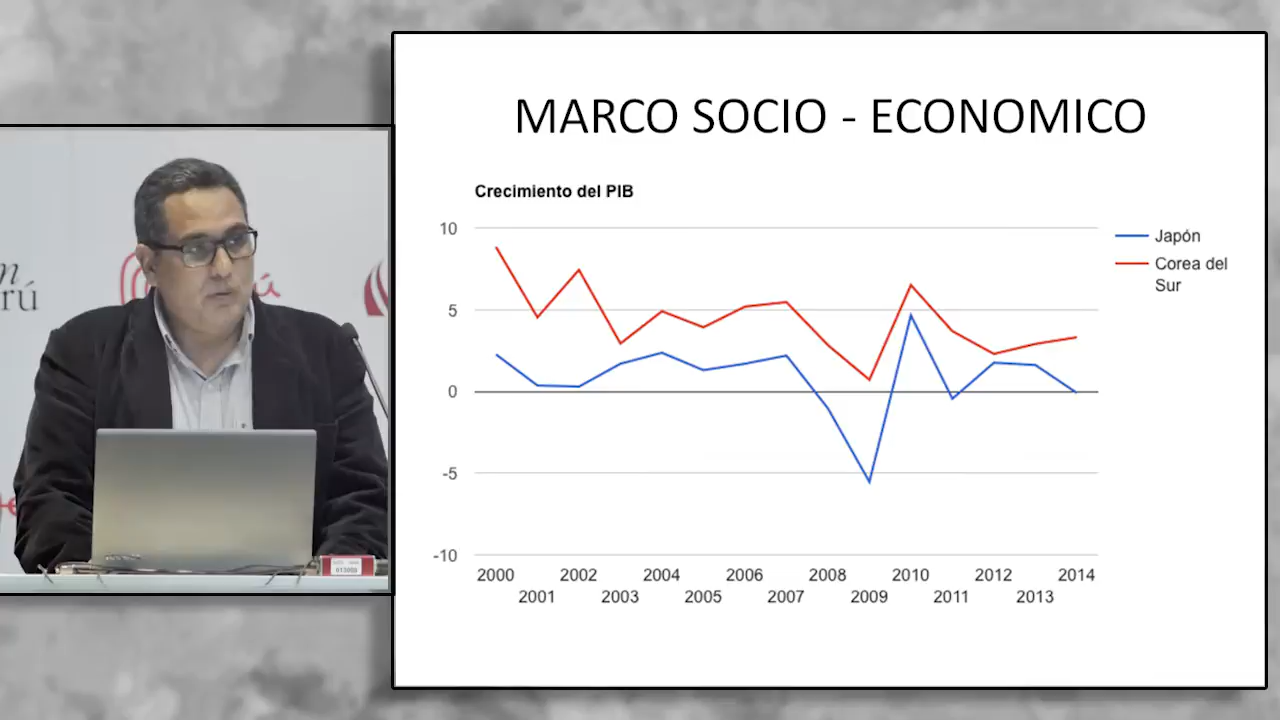 MARCO SOCIO - ECONOMICO
Crecimiento del PIB
10
5
0
-5
-10
2000 2002 2004 2006 2008 2010 2012 2014
2001 2003 2005 2007 2009 2011 2013
Japón
Corea del
Sur
n
rú
ú